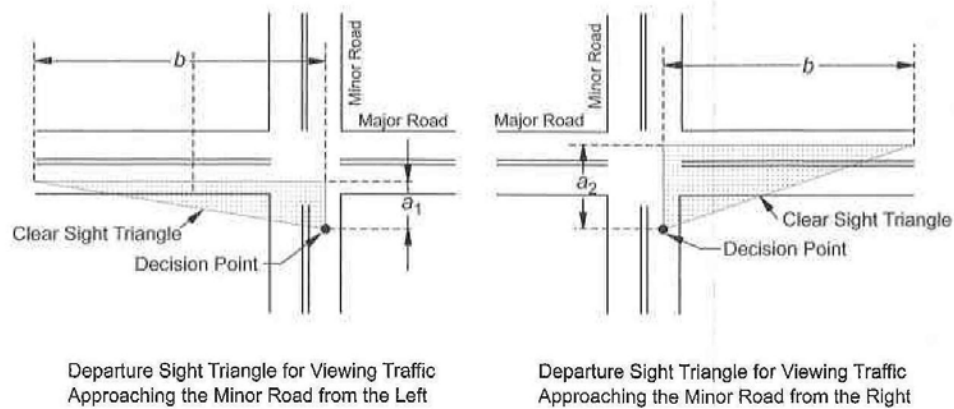 b
Minor Road
Major Road
a1
Clear Sight Triangle
Decision Point
Departure Sight Triangle for Viewing Traffic
Approaching the Minor Road from the Left
b
Minor Road
Major Road
a2
Clear Sight Triangle
Decision Point
Departure Sight Triangle for Viewing Traffic
Approaching the Minor Road from the Right